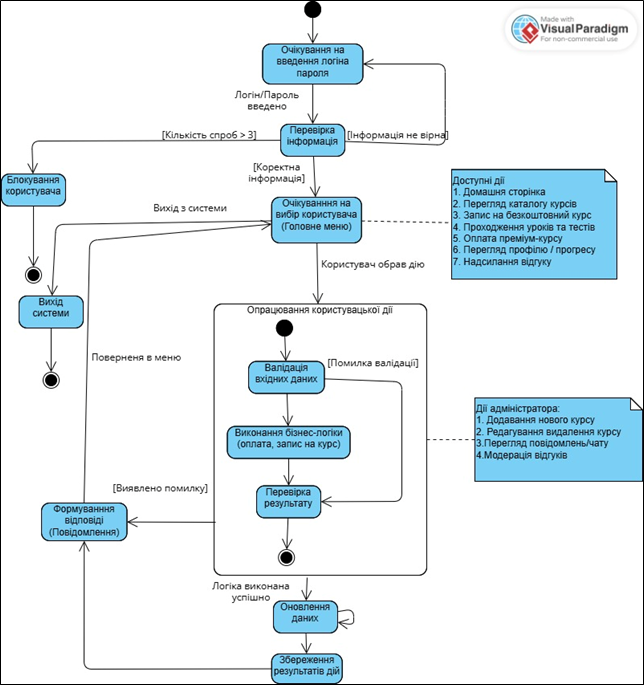 Made with
Visual Paradigm
For non-commercial use
Очікування на
введення логіна
пароля
Логін/Пароль
введено
[Кількість спроб > 3]
Перевірка
інформація
[Інформація не вірна]
[Коректна
інформація]
Блокування
користувача
Вихід з системи
Очікуванння на
вибір користувача
(Головне меню)
Доступні дії
1. Домашня сторінка
2. Перегляд каталогу курсів
3. Запис на безкоштовний курс
4. Проходження уроків та тестів
5. Оплата преміум-курсу
6. Перегляд профілю / прогресу
7. Надсилання відгуку
Користувач обрав дію
Вихід
системи
Опрацювання користувацької дії
Поверненя в меню
[Помилка валідації]
Валідація
вхідних даних
Виконання бізнес-логіки
(оплата, запис на курс)
Дії адміністратора:
1. Додавання нового курсу
2. Редагування видалення курсу
3.Перегляд повідомлень/чату
4.Модерація відгуків
Перевірка
результату
[Виявлено помилку]
Формуванння
відповіді
(Повідомлення)
Логіка виконана
успішно
Оновлення
даних
Збереження
результатів дій